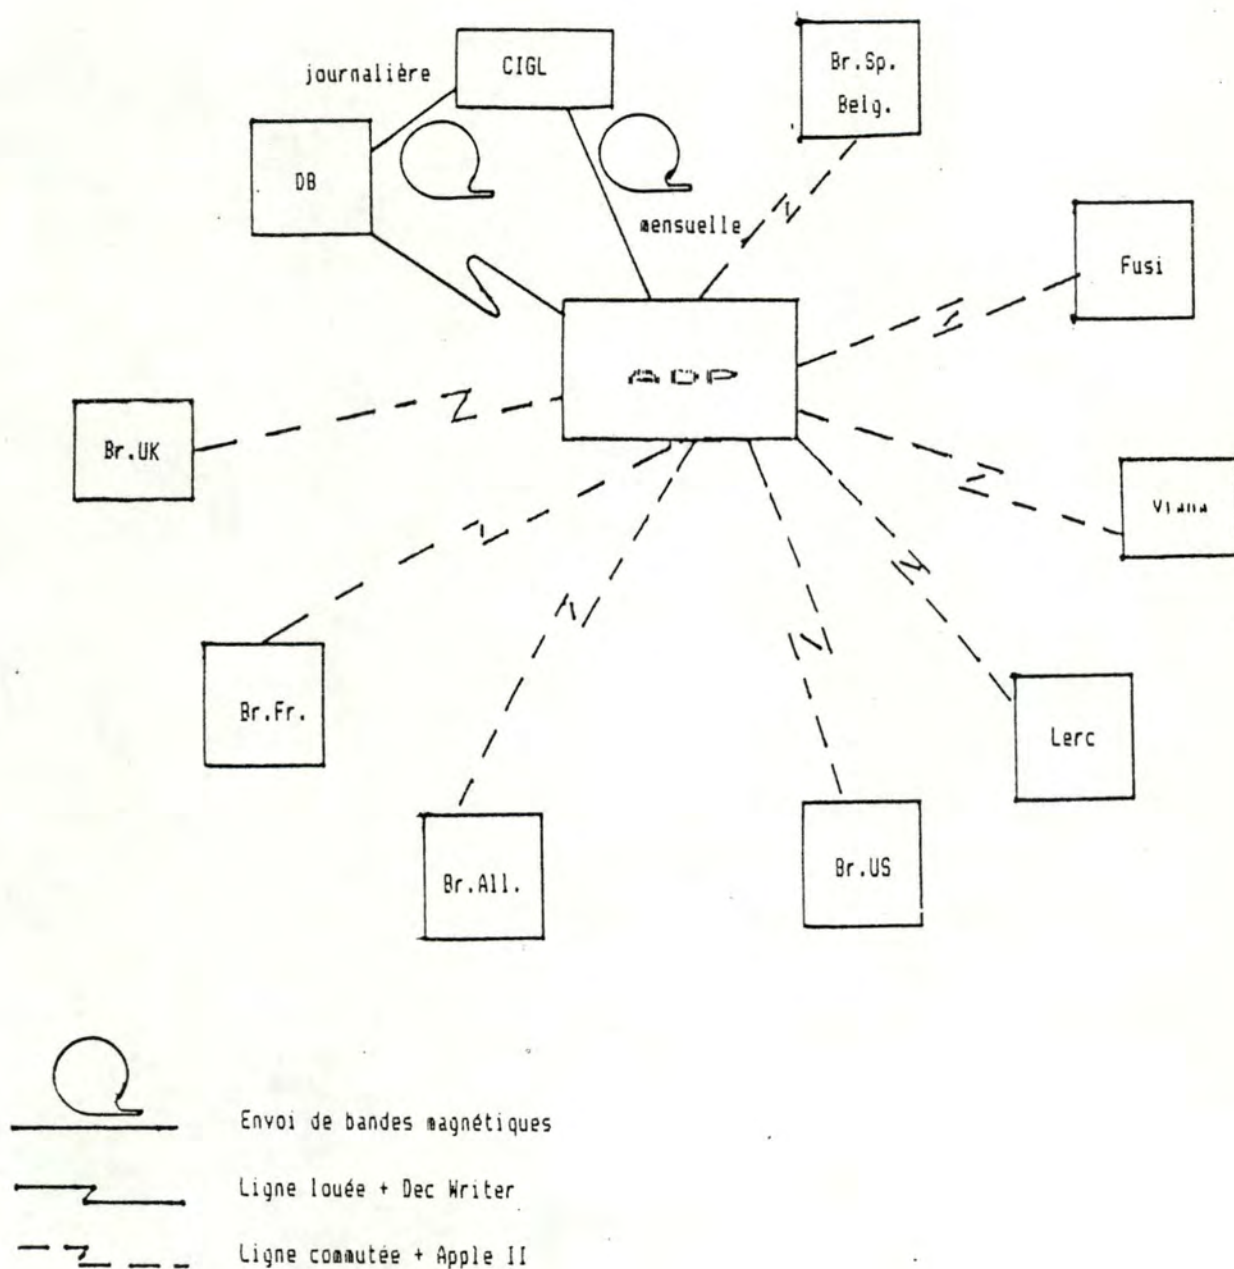 journalière
CIGL
Br.Sp.
Belg.
DB
mensuelle
Fusi
ADP
Br.UK
Br.Fr.
Lerc
Br.All.
Br.US
Envoi de bandes magnétiques
Ligne louée + Dec Writer
Ligne commutée + Apple II